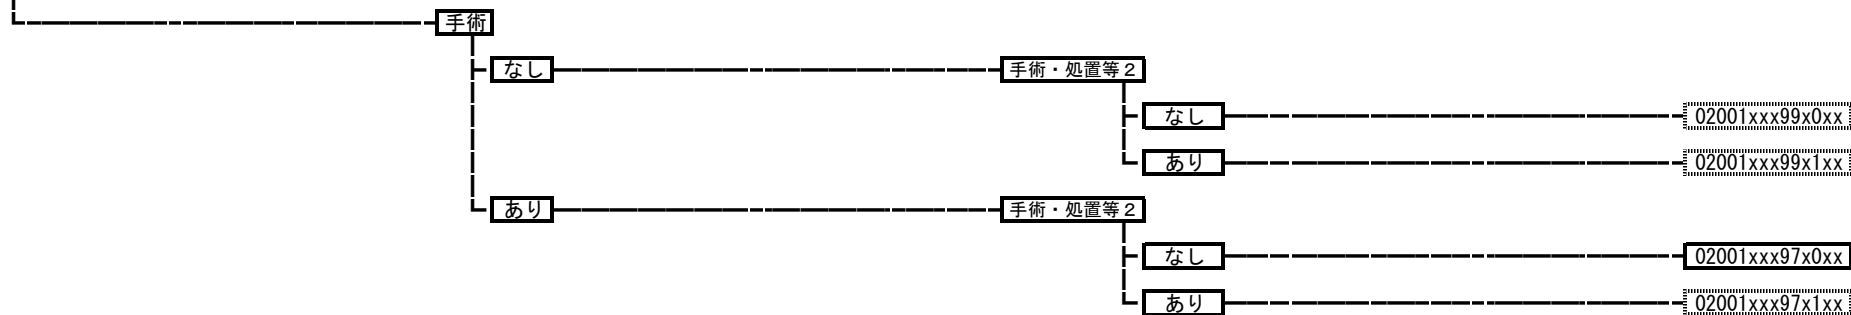 手術
なし 手術・処置等２
なし 02001xxx99x0xx
あり 02001xxx99x1xx
あり 手術・処置等２
なし 02001xxx97x0xx
あり 02001xxx97x1xx